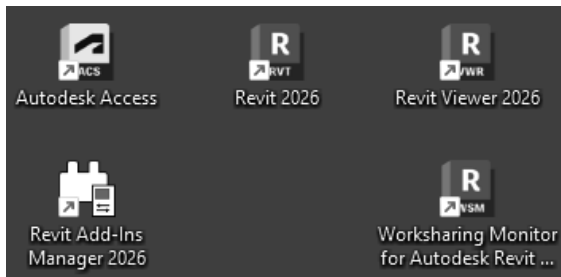 ACS
Autodesk Access
R
RVT
Revit 2026
R
VWR
Revit Viewer 2026
Revit Add-Ins
Manager 2026
R
WSM
Worksharing Monitor
for Autodesk Revit ...